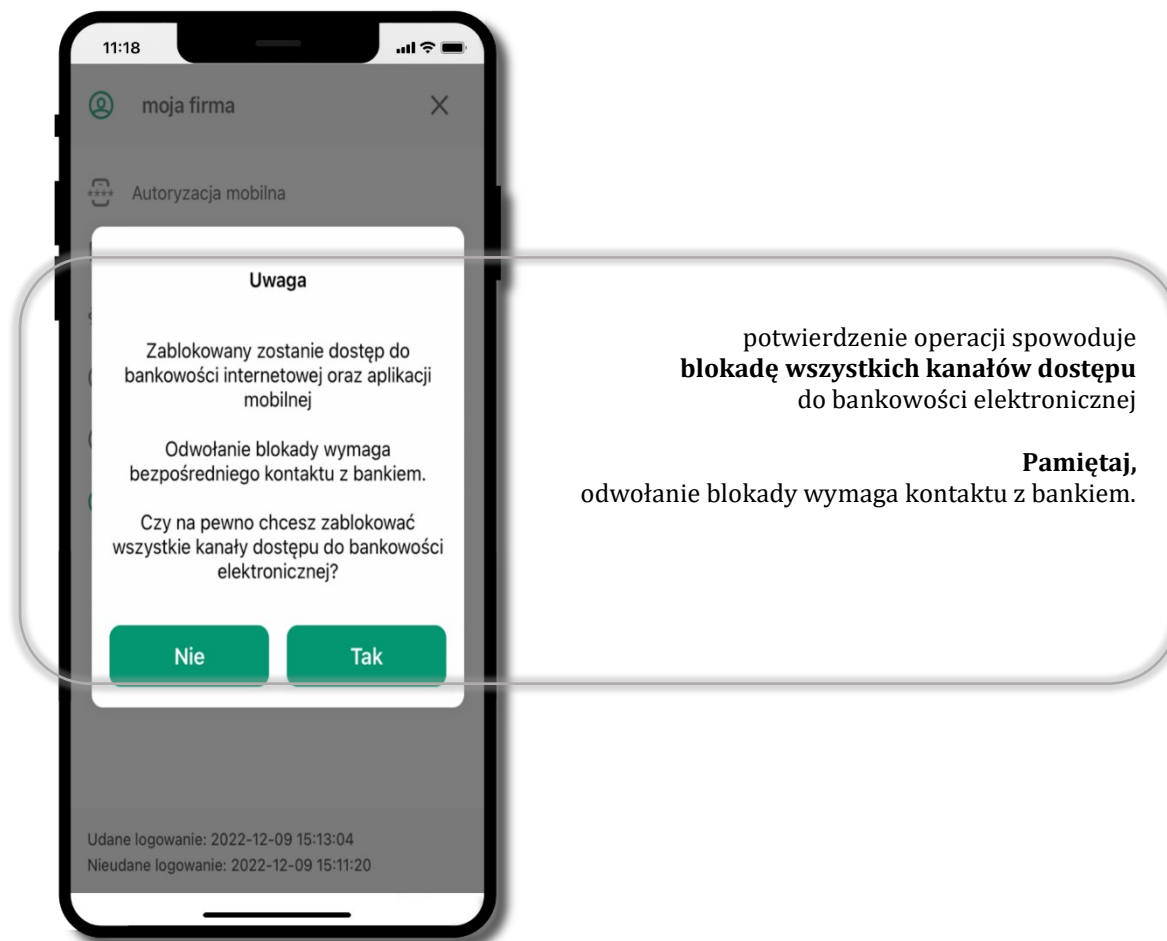 11:18
moja firma
Autoryzacja mobilna
Uwaga
Zablokowany zostanie dostęp do
bankowości internetowej oraz aplikacji
mobilnej
Odwołanie blokady wymaga
bezpośredniego kontaktu z bankiem.
Czy na pewno chcesz zablokować
wszystkie kanały dostępu do bankowości
elektronicznej?
Nie
Tak
Udane logowanie: 2022-12-09 15:13:04
Nieudane logowanie: 2022-12-09 15:11:20
potwierdzenie operacji spowoduje
blokadę wszystkich kanałów dostępu
do bankowości elektronicznej
Pamiętaj,
odwołanie blokady wymaga kontaktu z bankiem.